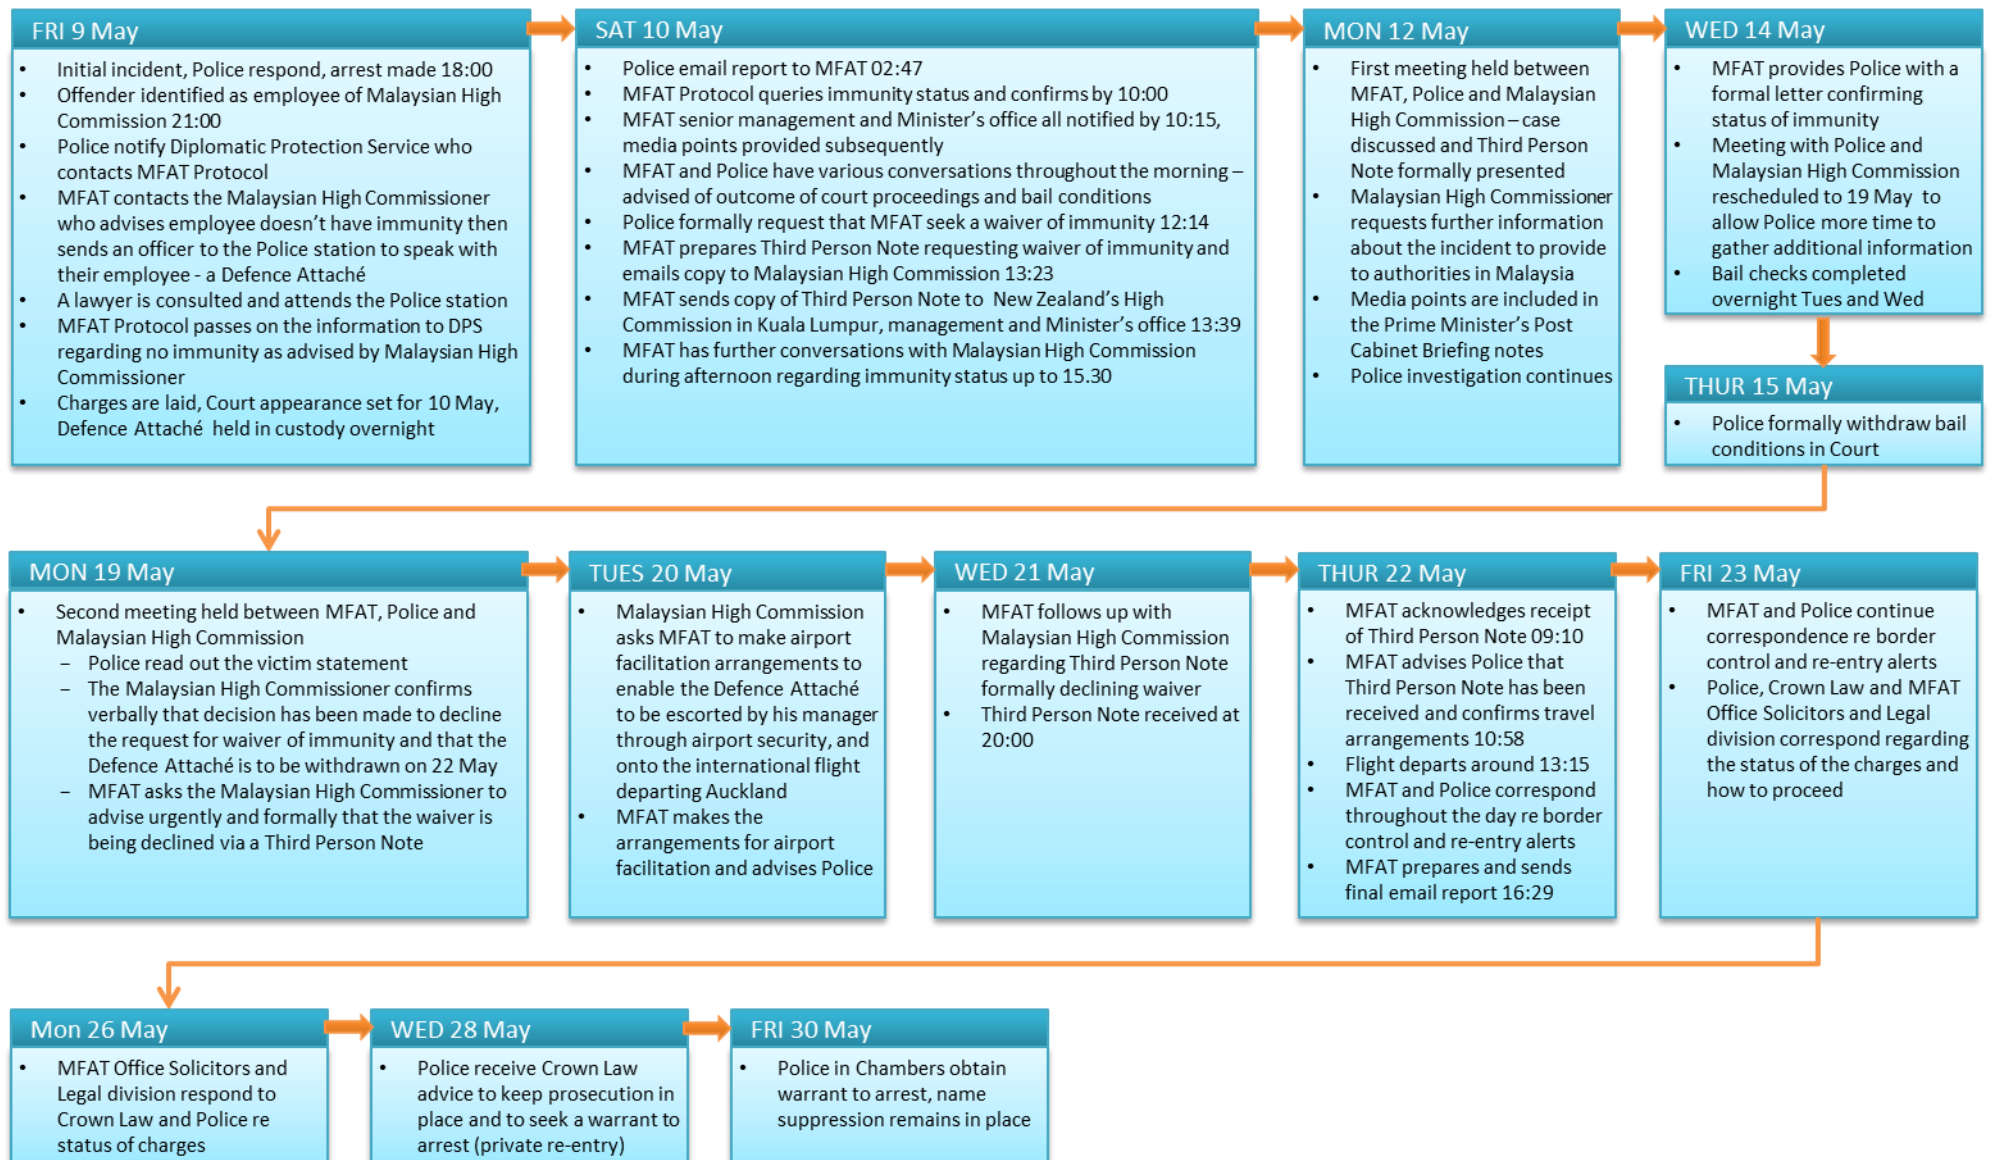 FRI 9 May
• Initial incident, Police respond, arrest made 18:00
• Offender identified as employee of Malaysian High
Commission 21:00
• Police notify Diplomatic Protection Service who
contacts MFAT Protocol
• MFAT contacts the Malaysian High Commissioner
who advises employee doesn’t have immunity then
sends an officer to the Police station to speak with
their employee - a Defence Attaché
• A lawyer is consulted and attends the Police station
• MFAT Protocol passes on the information to DPS
regarding no immunity as advised by Malaysian High
Commissioner
• Charges are laid, Court appearance set for 10 May,
Defence Attaché held in custody overnight
SAT 10 May
• Police email report to MFAT 02:47
• MFAT Protocol queries immunity status and confirms by 10:00
• MFAT senior management and Minister’s office all notified by 10:15,
media points provided subsequently
• MFAT and Police have various conversations throughout the morning –
advised of outcome of court proceedings and bail conditions
• Police formally request that MFAT seek a waiver of immunity 12:14
• MFAT prepares Third Person Note requesting waiver of immunity and
emails copy to Malaysian High Commission 13:23
• MFAT sends copy of Third Person Note to New Zealand’s High
Commission in Kuala Lumpur, management and Minister’s office 13:39
• MFAT has further conversations with Malaysian High Commission
during afternoon regarding immunity status up to 15.30
MON 12 May
• First meeting held between
MFAT, Police and Malaysian
High Commission – case
discussed and Third Person
Note formally presented
• Malaysian High Commissioner
requests further information
about the incident to provide
to authorities in Malaysia
• Media points are included in
the Prime Minister’s Post
Cabinet Briefing notes
• Police investigation continues
WED 14 May
• MFAT provides Police with a
formal letter confirming
status of immunity
• Meeting with Police and
Malaysian High Commission
rescheduled to 19 May to
allow Police more time to
gather additional information
• Bail checks completed
overnight Tues and Wed
THUR 15 May
• Police formally withdraw bail
conditions in Court
MON 19 May
• Second meeting held between MFAT, Police and
Malaysian High Commission
– Police read out the victim statement
– The Malaysian High Commissioner confirms
verbally that decision has been made to decline
the request for waiver of immunity and that the
Defence Attaché is to be withdrawn on 22 May
– MFAT asks the Malaysian High Commissioner to
advise urgently and formally that the waiver is
being declined via a Third Person Note
TUES 20 May
• Malaysian High Commission
asks MFAT to make airport
facilitation arrangements to
enable the Defence Attaché
to be escorted by his manager
through airport security, and
onto the international flight
departing Auckland
• MFAT makes the
arrangements for airport
facilitation and advises Police
WED 21 May
• MFAT follows up with
Malaysian High Commission
regarding Third Person Note
formally declining waiver
• Third Person Note received at
20:00
THUR 22 May
• MFAT acknowledges receipt
of Third Person Note 09:10
• MFAT advises Police that
Third Person Note has been
received and confirms travel
arrangements 10:58
• Flight departs around 13:15
• MFAT and Police correspond
throughout the day re border
control and re-entry alerts
• MFAT prepares and sends
final email report 16:29
FRI 23 May
• MFAT and Police continue
correspondence re border
control and re-entry alerts
• Police, Crown Law and MFAT
Office Solicitors and Legal
division correspond regarding
the status of the charges and
how to proceed
Mon 26 May
• MFAT Office Solicitors and
Legal division respond to
Crown Law and Police re
status of charges
WED 28 May
• Police receive Crown Law
advice to keep prosecution in
place and to seek a warrant to
arrest (private re-entry)
FRI 30 May
• Police in Chambers obtain
warrant to arrest, name
suppression remains in place